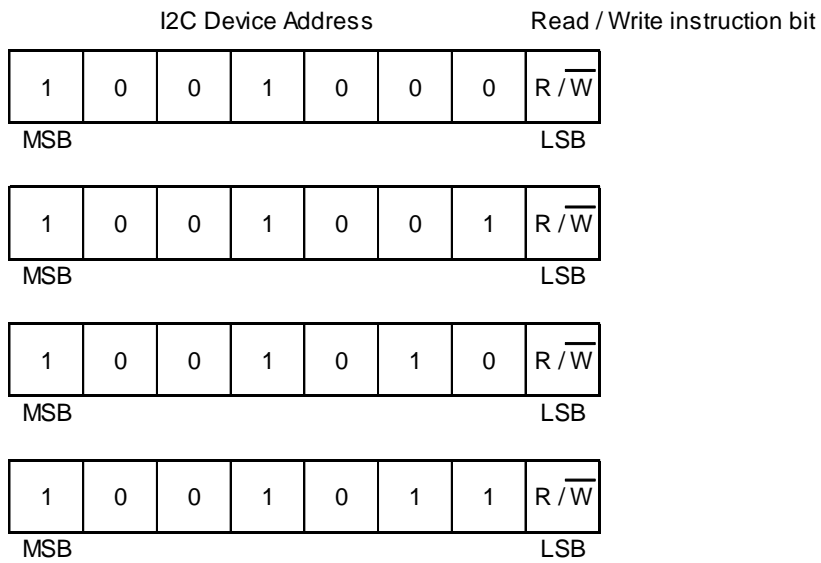 I2C Device Address Read / Write instruction bit
1 0 0 1 0 0 0 R / W̅
MSB LSB
1 0 0 1 0 0 1 R / W̅
MSB LSB
1 0 0 1 0 1 0 R / W̅
MSB LSB
1 0 0 1 0 1 1 R / W̅
MSB LSB